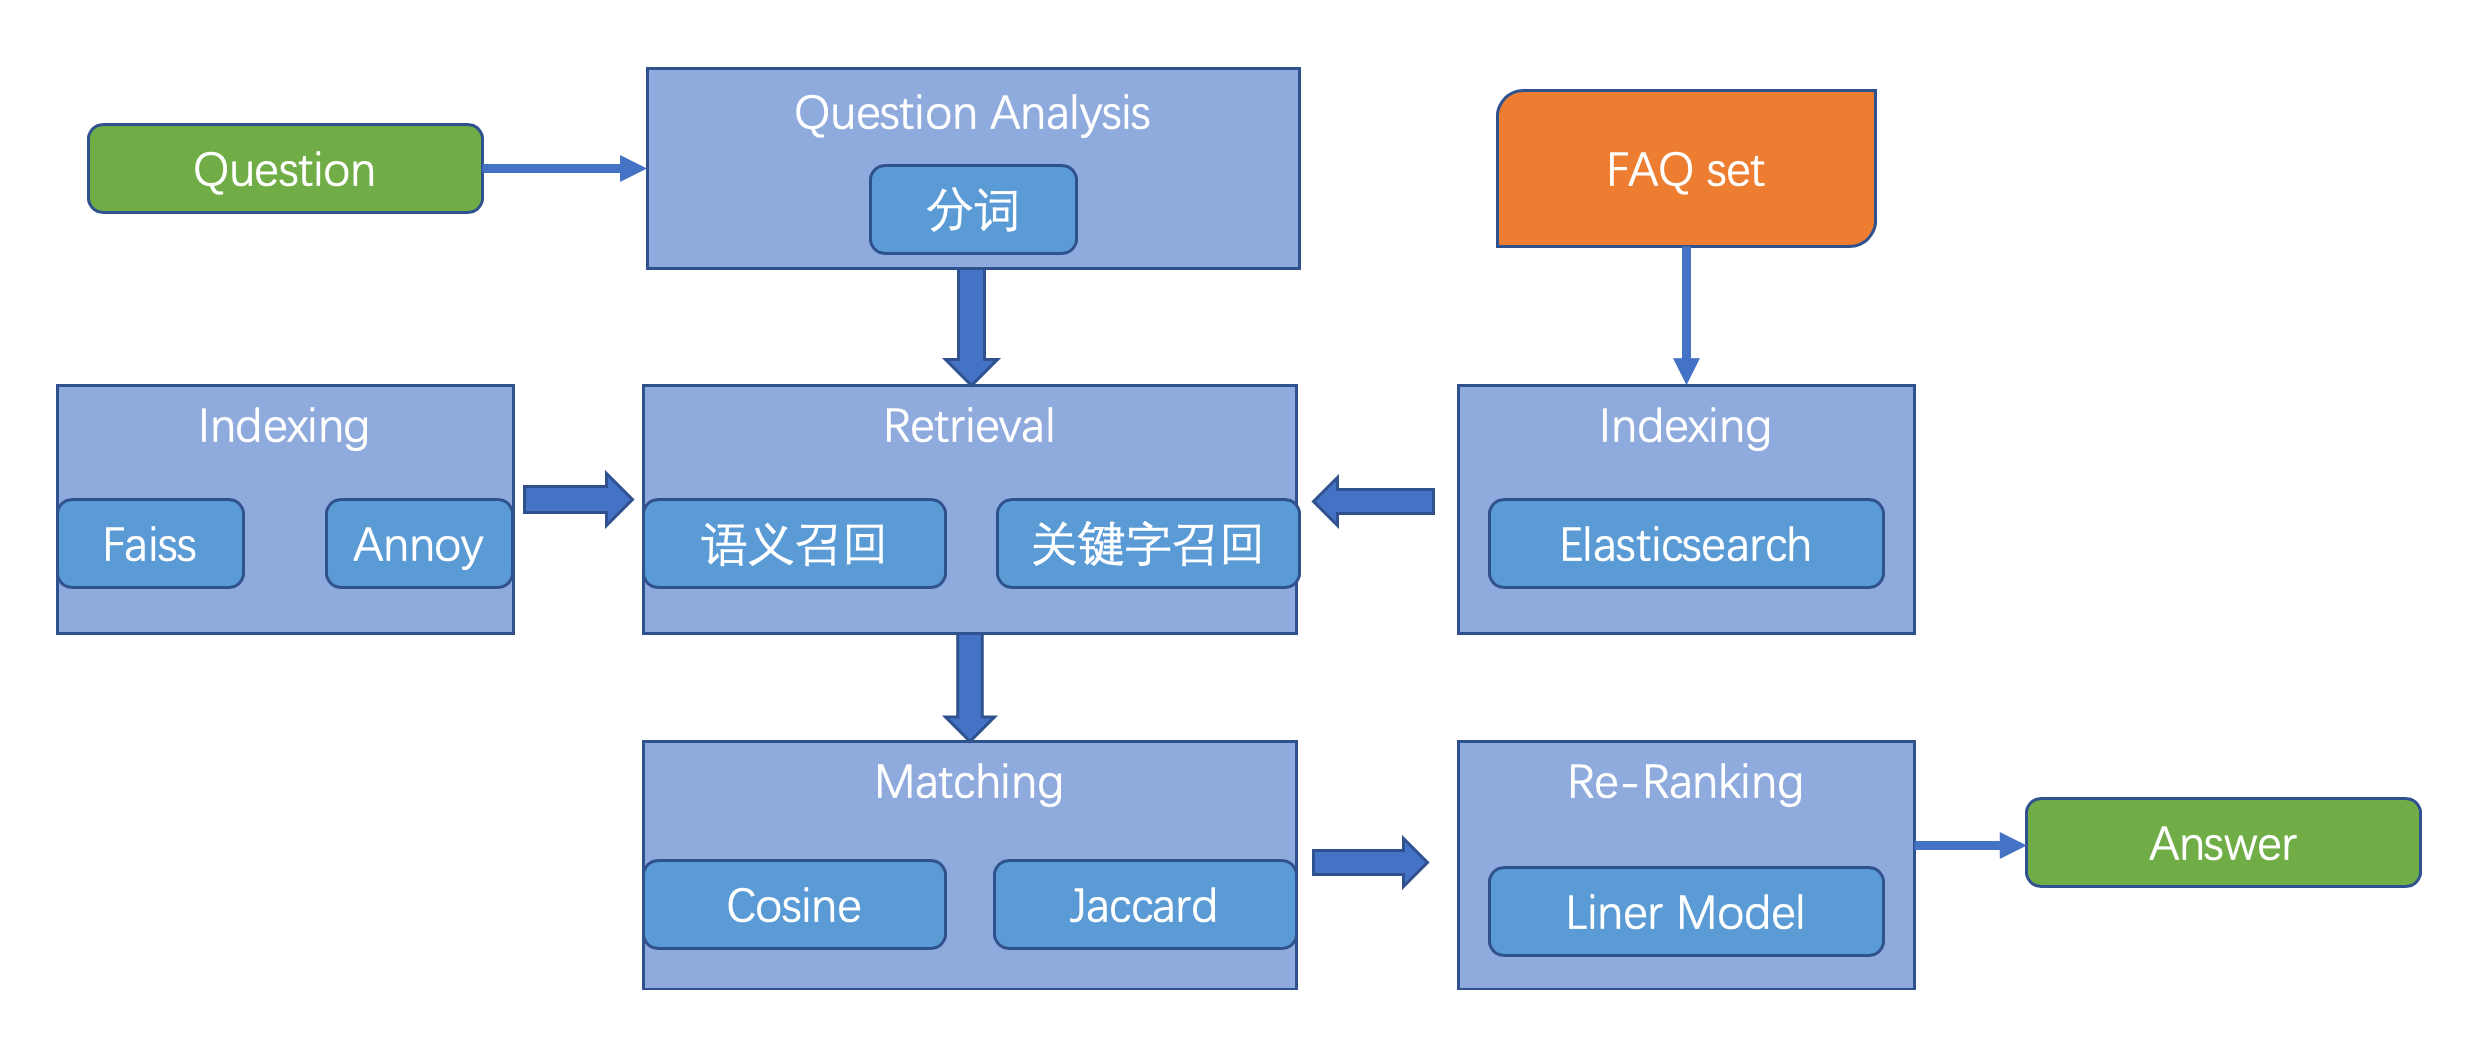 Question
Question Analysis
分词
FAQ set
Indexing
Faiss
Annoy
Retrieval
语义召回
关键字召回
Indexing
Elasticsearch
Matching
Cosine
Jaccard
Re-Ranking
Liner Model
Answer